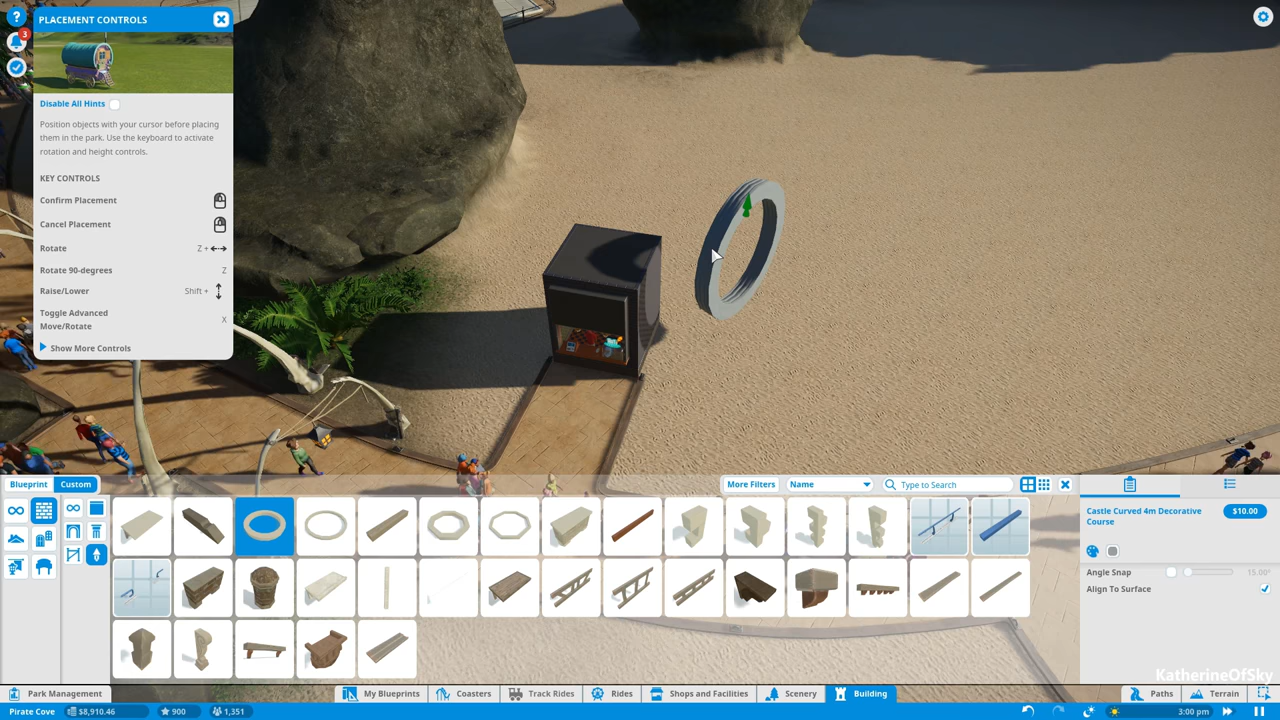 ?
PLACEMENT CONTROLS
3
Disable All Hints
Position objects with your cursor before placing
them in the park. Use the keyboard to activate
rotation and height controls.
KEY CONTROLS
Confirm Placement
Cancel Placement
Rotate Z +
Rotate 90-degrees Z
Raise/Lower Shift +
Toggle Advanced
Move/Rotate X
Show More Controls
Blueprint Custom More Filters Name Type to Search
Castle Curved 4m Decorative
Course $10.00
Angle Snap 15.00°
Align To Surface
KatherineOfSky
Park Management My Blueprints Coasters Track Rides Rides Shops and Facilities Scenery Building Paths Terrain
Pirate Cove $8,910.46 900 1,351 3:00 pm